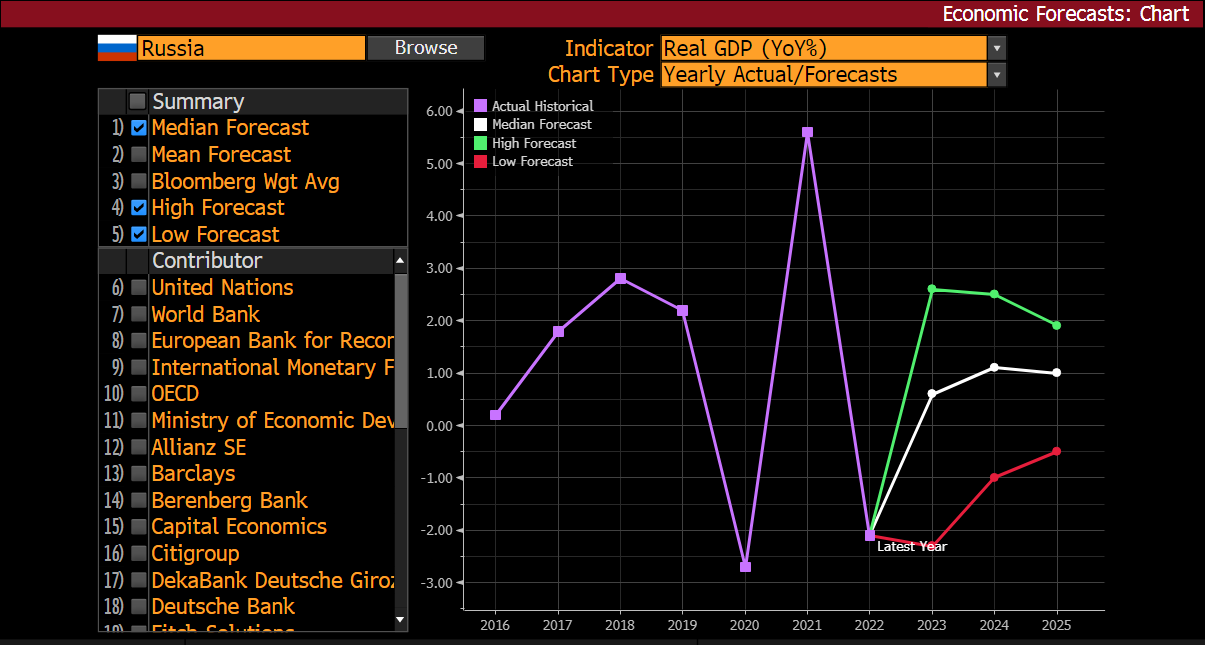 Economic Forecasts: Chart
Russia
Browse
Indicator Real GDP (YoY%)
Chart Type Yearly Actual/Forecasts
Summary
1) Median Forecast
2) Mean Forecast
3) Bloomberg Wgt Avg
4) High Forecast
5) Low Forecast
Contributor
6) United Nations
7) World Bank
8) European Bank for Recor
9) International Monetary F
10) OECD
11) Ministry of Economic Dev
12) Allianz SE
13) Barclays
14) Berenberg Bank
15) Capital Economics
16) Citigroup
17) DekaBank Deutsche Giroz
18) Deutsche Bank
19) Fitch Solutions
Actual Historical
Median Forecast
High Forecast
Low Forecast
6.00
5.00
4.00
3.00
2.00
1.00
0.00
-1.00
-2.00
-3.00
Latest Year
2016 2017 2018 2019 2020 2021 2022 2023 2024 2025